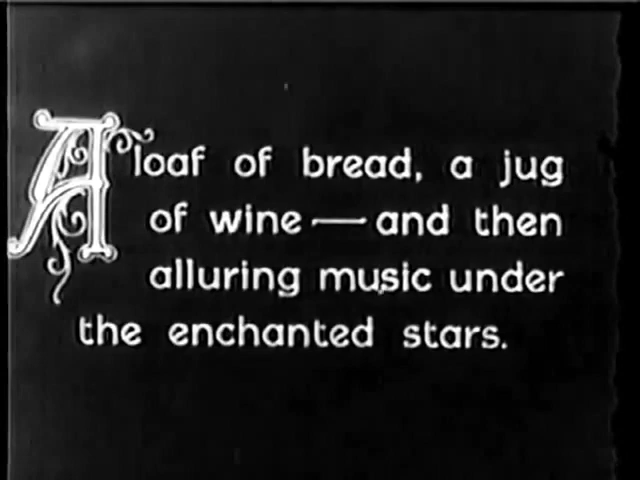 A loaf of bread, a jug
of wine — and then
alluring music under
the enchanted stars.